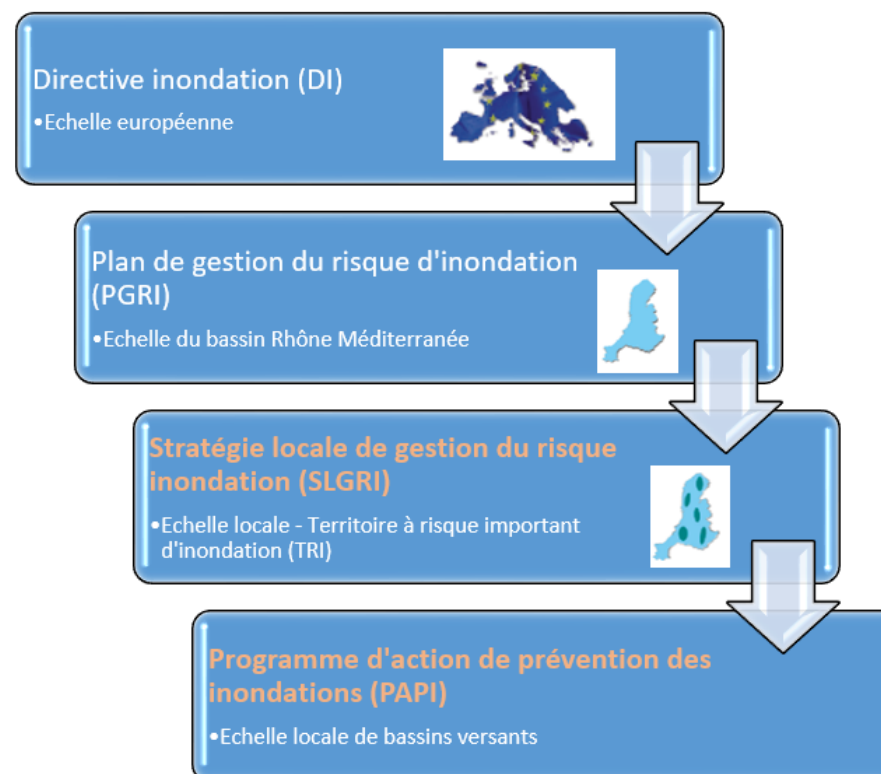 Directive inondation (DI)
•Echelle européenne
Plan de gestion du risque d'inondation
(PGRI)
•Echelle du bassin Rhône Méditerranée
Stratégie locale de gestion du risque
inondation (SLGRI)
•Echelle locale - Territoire à risque important
d'inondation (TRI)
Programme d'action de prévention des
inondations (PAPI)
•Echelle locale de bassins versants